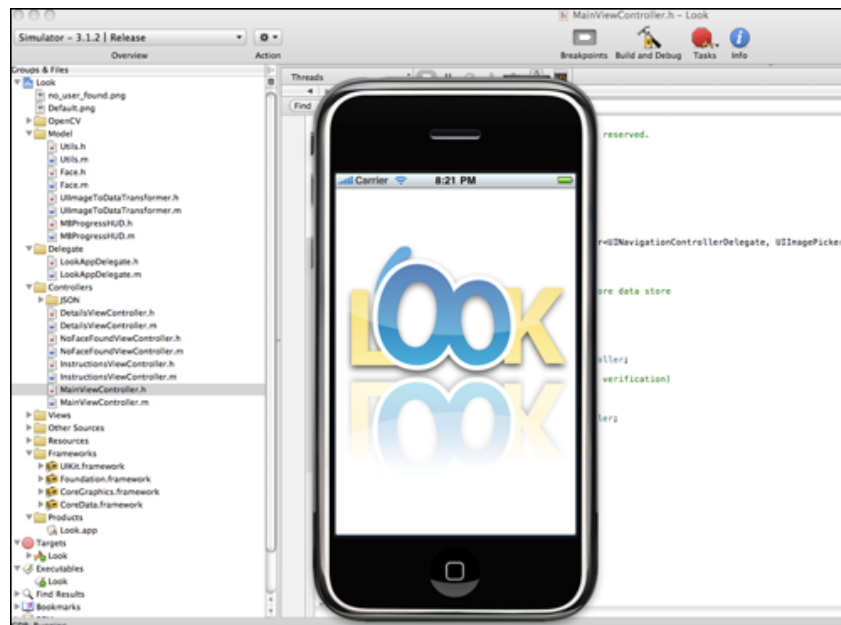 MainViewController.h – Look
Simulator – 3.1.2 | Release
Overview
Action
Breakpoints
Build and Debug
Tasks
Info
Groups & Files
Look
no_user_found.png
Default.png
OpenCV
Model
Utils.h
Utils.m
Face.h
Face.m
UIImageToDataTransformer.h
UIImageToDataTransformer.m
MBProgressHUD.h
MBProgressHUD.m
Delegate
LookAppDelegate.h
LookAppDelegate.m
Controllers
JSON
DetailsViewController.h
DetailsViewController.m
NoFaceFoundViewController.h
NoFaceFoundViewController.m
InstructionsViewController.h
InstructionsViewController.m
MainViewController.h
MainViewController.m
Views
Other Sources
Resources
Frameworks
UIKit.framework
Foundation.framework
CoreGraphics.framework
CoreData.framework
Products
Look.app
Targets
Look
Executables
Look
Find Results
Bookmarks
Threads
Find
Carrier
8:21 PM
LOOK
reserved.
r<UINavigationControllerDelegate, UIImagePicker
ore data store
oller;
verification)
ler;